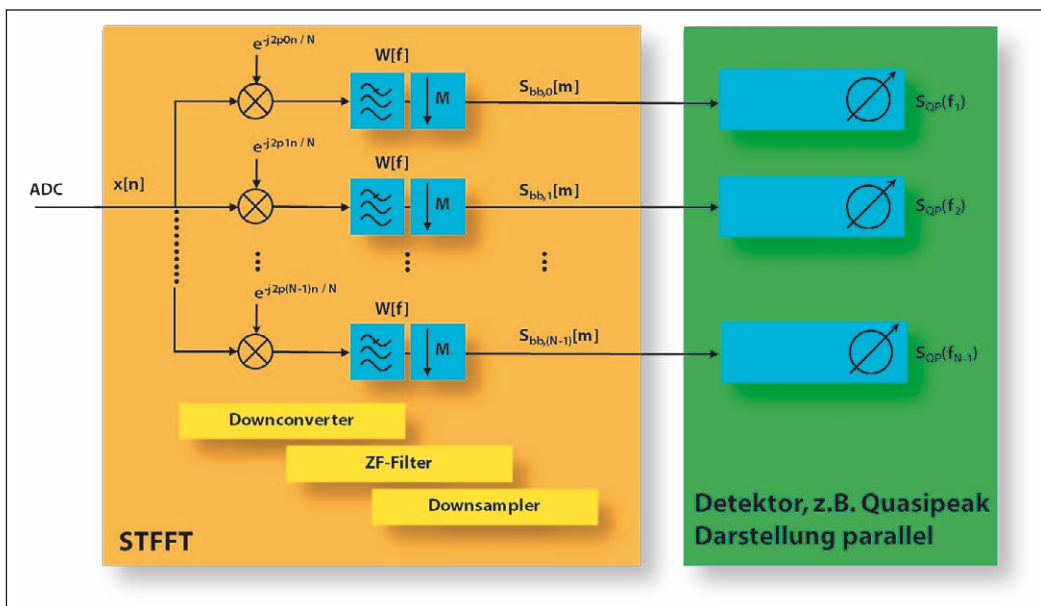 e-j2p0n / N
W[f]
M
Sbb,0[m]
SQP(f1)
e-j2p1n / N
ADC
x[n]
W[f]
M
Sbb,1[m]
SQP(f2)
e-j2p(N-1)n / N
W[f]
M
Sbb,(N-1)[m]
SQP(fN-1)
Downconverter
ZF-Filter
Downsampler
STFFT
Detektor, z.B. Quasipeak
Darstellung parallel